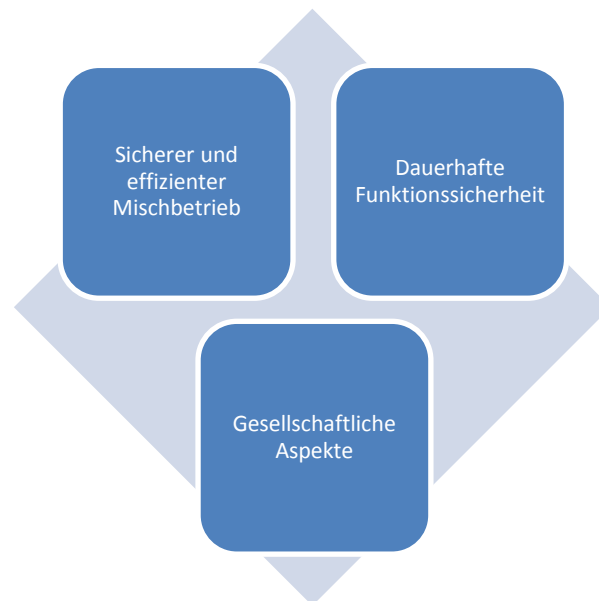 Sicherer und
effizienter
Mischbetrieb
Dauerhafte
Funktionssicherheit
Gesellschaftliche
Aspekte